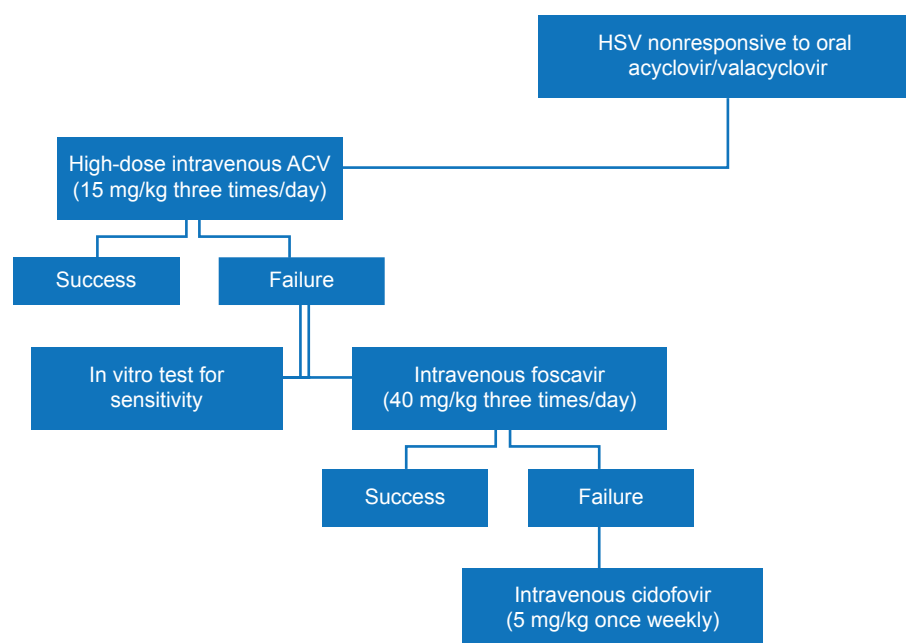 HSV nonresponsive to oral
acyclovir/valacyclovir
High-dose intravenous ACV
(15 mg/kg three times/day)
Success
Failure
In vitro test for
sensitivity
Intravenous foscavir
(40 mg/kg three times/day)
Success
Failure
Intravenous cidofovir
(5 mg/kg once weekly)